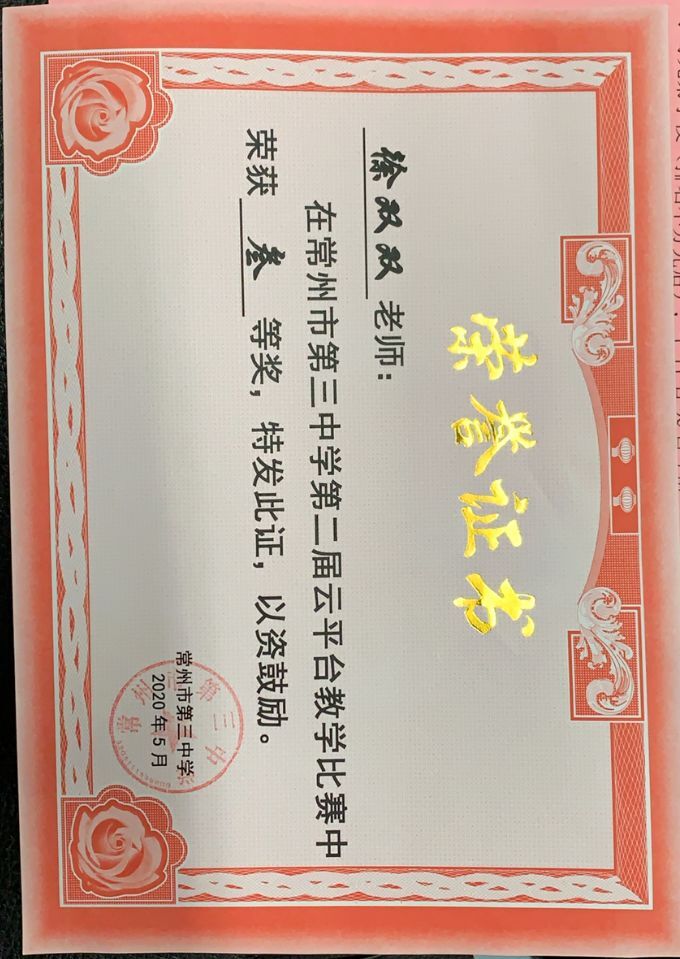 荣誉证书
徐双双 老师：
在常州市第三中学第二届云平台教学比赛中
荣获 叁 等奖，特发此证，以资鼓励。
常州市第三中学
2020年5月